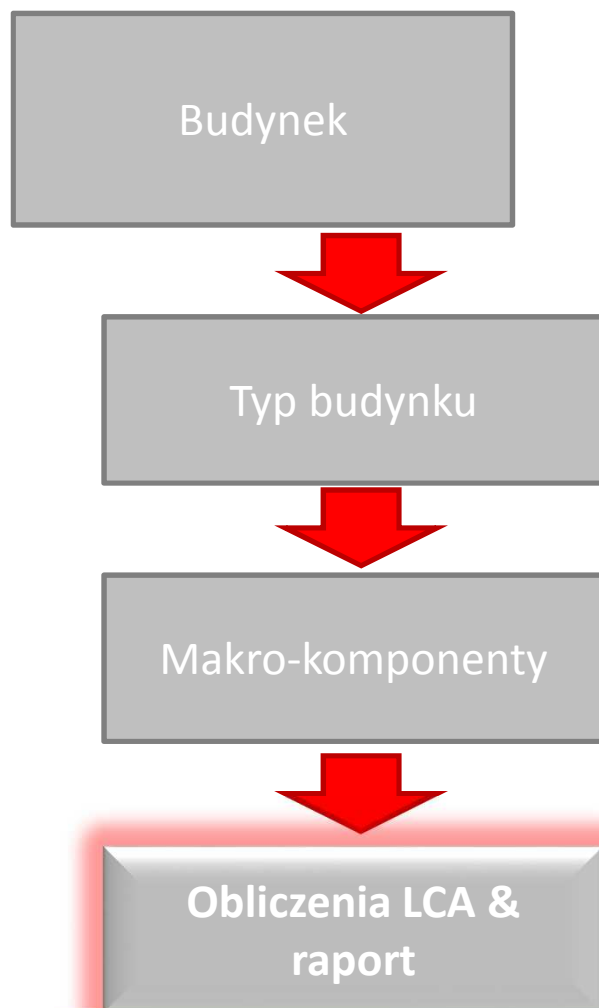 Budynek
Typ budynku
Makro-komponenty
Obliczenia LCA &
raport